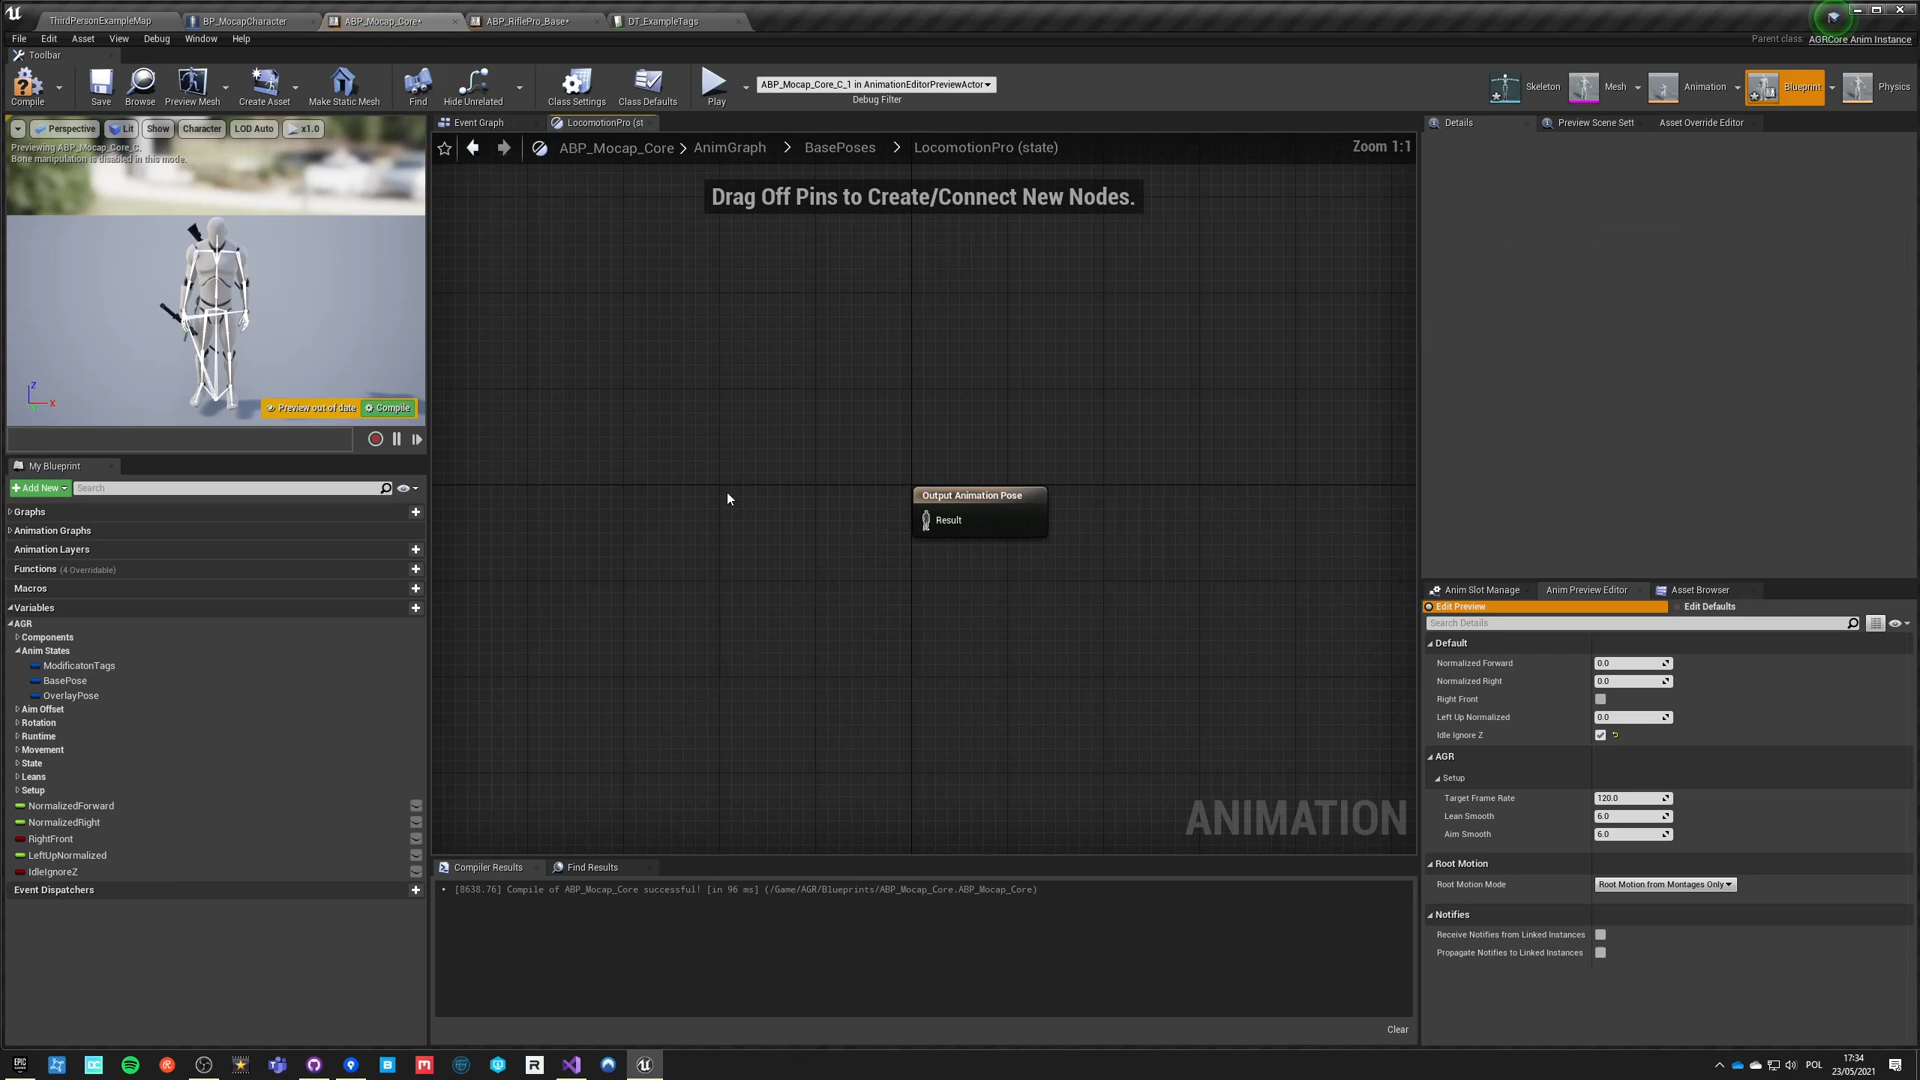 ThirdPersonExampleMap
BP_MocapCharacter
ABP_Mocap_Core*
ABP_RiflePro_Base*
DT_ExampleTags
File
Edit
Asset
View
Debug
Window
Help
Parent class: AGRCore Anim Instance
Toolbar
Compile
Save
Browse
Preview Mesh
Create Asset
Make Static Mesh
Find
Hide Unrelated
Class Settings
Class Defaults
Play
ABP_Mocap_Core_C_1 in AnimationEditorPreviewActor
Debug Filter
Skeleton
Mesh
Animation
Blueprint
Physics
Perspective
Lit
Show
Character
LOD Auto
x1.0
Previewing ABP_Mocap_Core_C.
Bone manipulation is disabled in this mode.
Z
X
Preview out of date
Compile
Event Graph
LocomotionPro (st
ABP_Mocap_Core > AnimGraph > BasePoses > LocomotionPro (state)
Zoom 1:1
Drag Off Pins to Create/Connect New Nodes.
Output Animation Pose
Result
ANIMATION
My Blueprint
Add New
Search
Graphs
Animation Graphs
Animation Layers
Functions (4 Overridable)
Macros
Variables
AGR
Components
Anim States
ModificatonTags
BasePose
OverlayPose
Aim Offset
Rotation
Runtime
Movement
State
Leans
Setup
NormalizedForward
NormalizedRight
RightFront
LeftUpNormalized
IdleIgnoreZ
Event Dispatchers
Compiler Results
Find Results
[8638.76] Compile of ABP_Mocap_Core successful! [in 96 ms] (/Game/AGR/Blueprints/ABP_Mocap_Core.ABP_Mocap_Core)
Clear
Details
Preview Scene Sett
Asset Override Editor
Anim Slot Manage
Anim Preview Editor
Asset Browser
Edit Preview
Edit Defaults
Search Details
Default
Normalized Forward 0.0
Normalized Right 0.0
Right Front
Left Up Normalized 0.0
Idle Ignore Z
AGR
Setup
Target Frame Rate 120.0
Lean Smooth 6.0
Aim Smooth 6.0
Root Motion
Root Motion Mode Root Motion from Montages Only
Notifies
Receive Notifies from Linked Instances
Propagate Notifies to Linked Instances
EPIC
DC
B
M
R
POL
17:34
23/05/2021